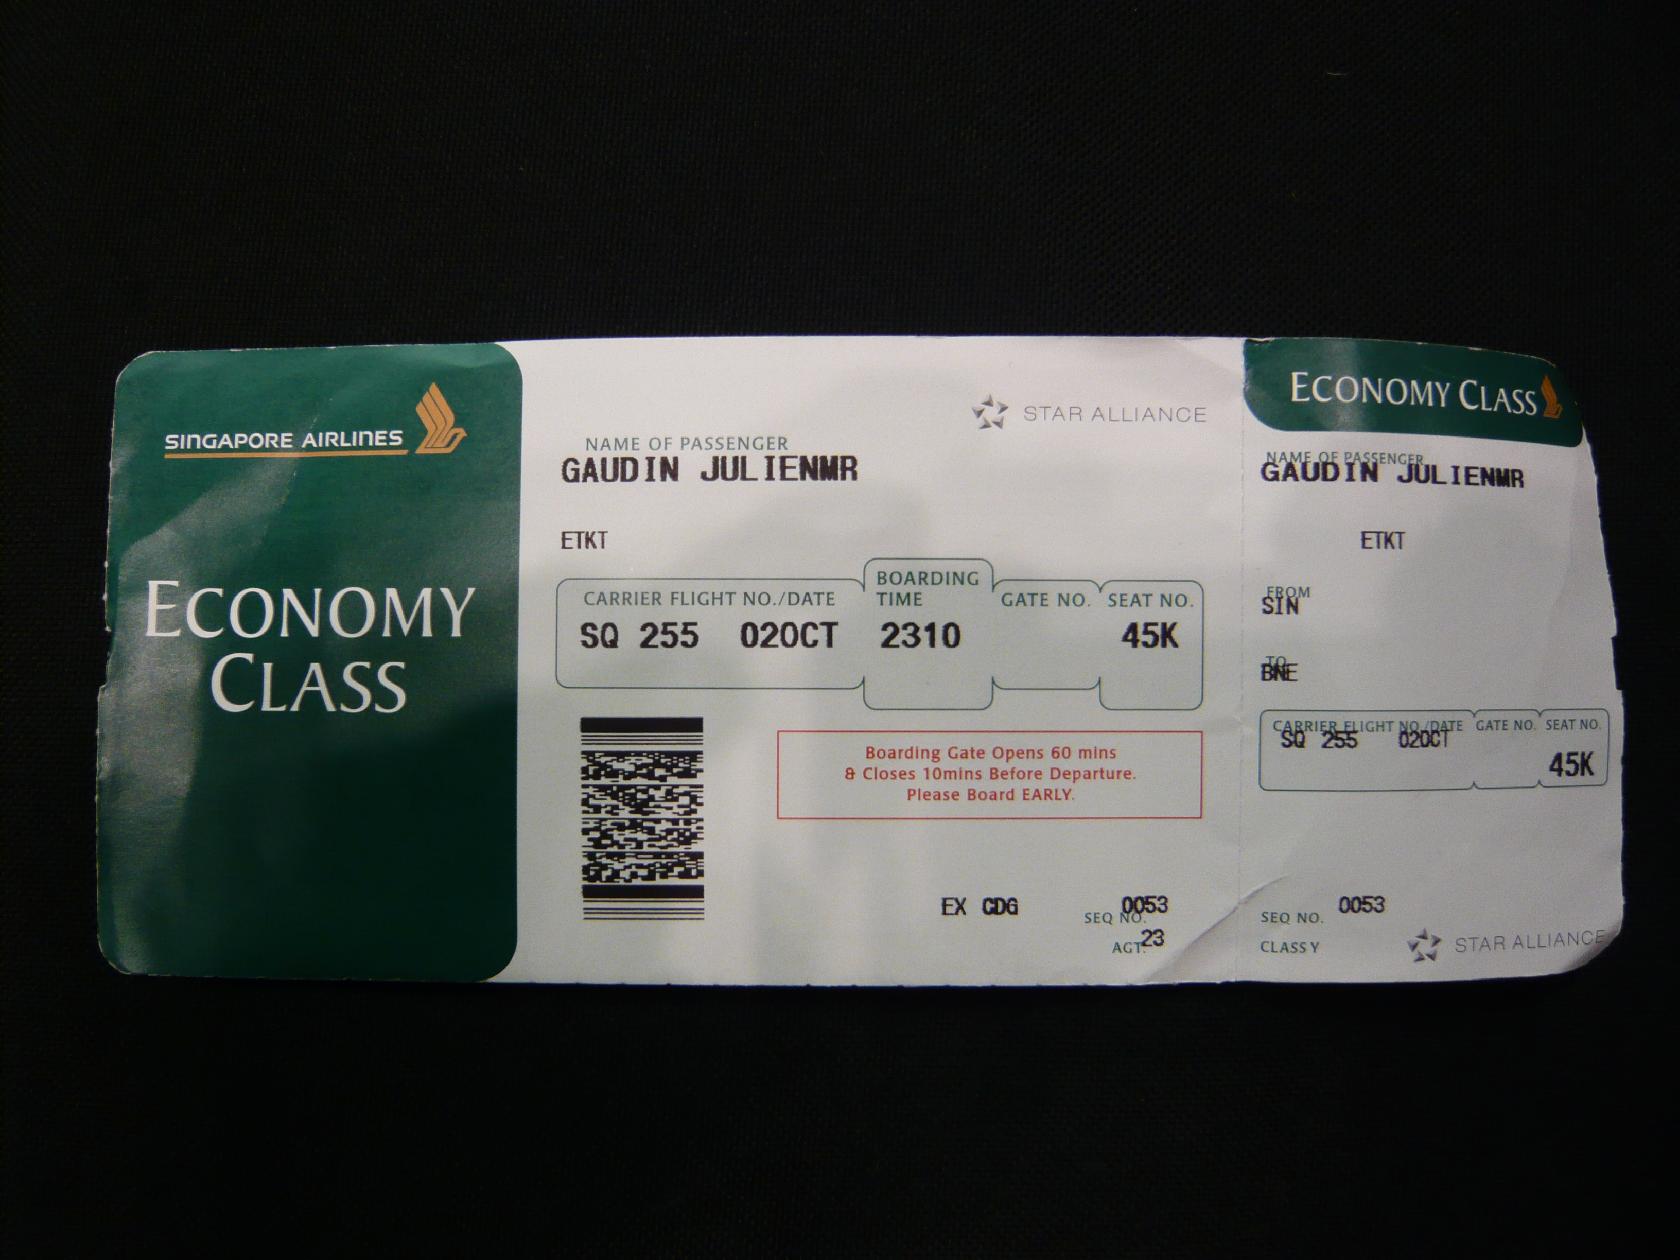 SINGAPORE AIRLINES
ECONOMY
CLASS
STAR ALLIANCE
NAME OF PASSENGER
GAUDIN JULIENMR
ETKT
CARRIER FLIGHT NO./DATE BOARDING TIME GATE NO. SEAT NO.
SQ 255 02OCT 2310 45K
Boarding Gate Opens 60 mins
& Closes 10mins Before Departure.
Please Board EARLY.
EX CDG 0053
SEQ NO.
AGT. 23
ECONOMY CLASS
NAME OF PASSENGER
GAUDIN JULIENMR
ETKT
FROM
SIN
TO
BNE
CARRIER FLIGHT NO./DATE GATE NO. SEAT NO.
SQ 255 02OCT
45K
SEQ NO. 0053
CLASS Y
STAR ALLIANCE